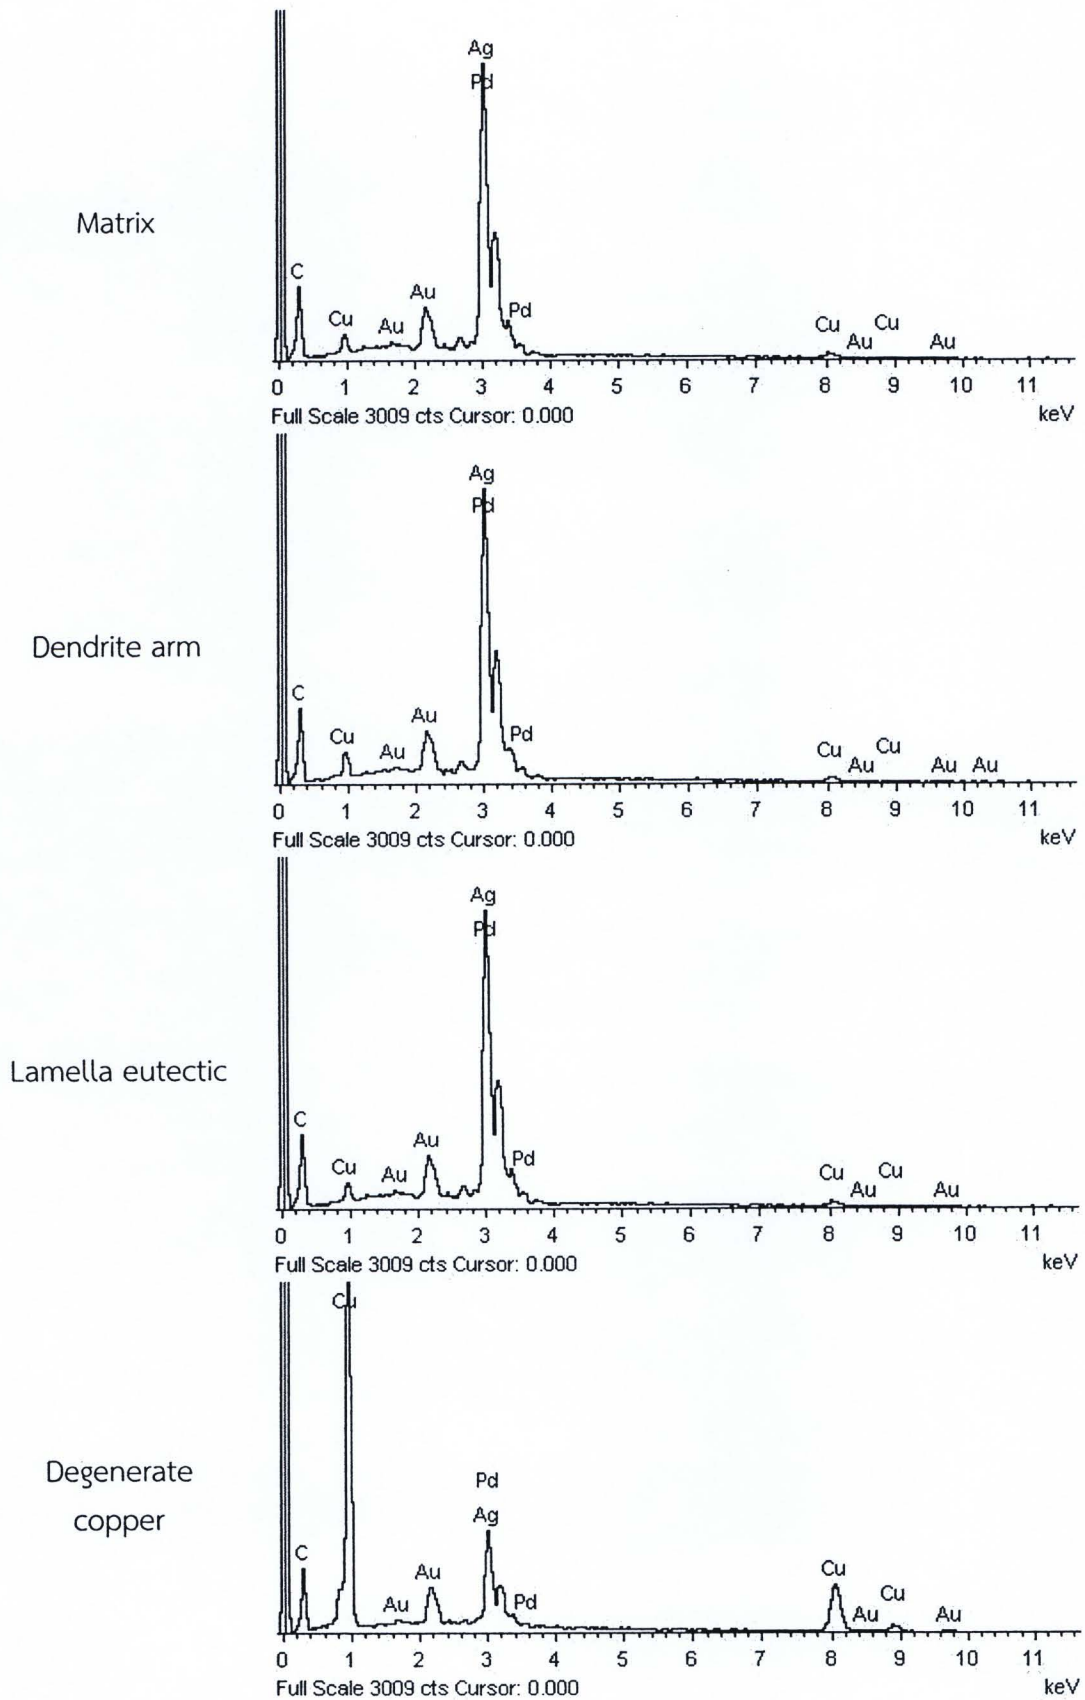 Matrix
Ag
Pd
C
Cu
Au
Au
Pd
Cu
Au
Cu
Au
0 1 2 3 4 5 6 7 8 9 10 11
Full Scale 3009 cts Cursor: 0.000 keV
Dendrite arm
Ag
Pd
C
Cu
Au
Au
Pd
Cu
Au
Cu
Au
Au
0 1 2 3 4 5 6 7 8 9 10 11
Full Scale 3009 cts Cursor: 0.000 keV
Lamella eutectic
Ag
Pd
C
Cu
Au
Au
Pd
Cu
Au
Cu
Au
0 1 2 3 4 5 6 7 8 9 10 11
Full Scale 3009 cts Cursor: 0.000 keV
Degenerate
copper
Cu
Pd
Ag
C
Au
Au
Pd
Cu
Au
Cu
Au
0 1 2 3 4 5 6 7 8 9 10 11
Full Scale 3009 cts Cursor: 0.000 keV